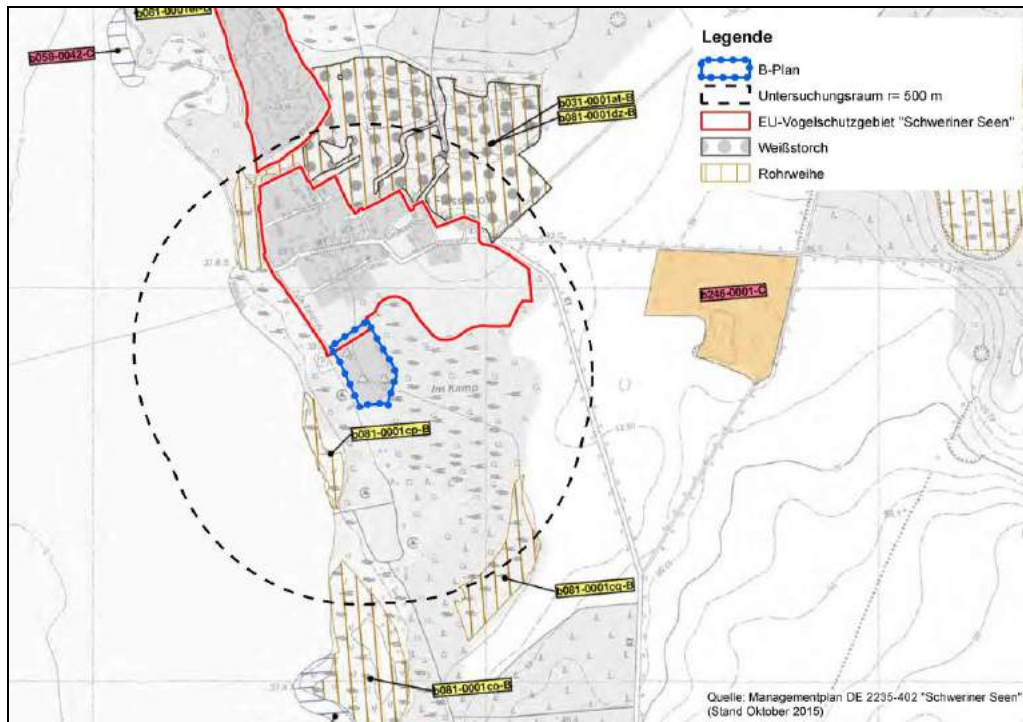 b059-0042-C
Legende
B-Plan
Untersuchungsraum r= 500 m
EU-Vogelschutzgebiet "Schweriner Seen"
Weißstorch
Rohrweihe
b031-0001at-B
b081-0001dz-B
b246-0001-C
Im Kamp
b081-0001cp-B
b081-0001cq-B
b081-0001co-B
Quelle: Managementplan DE 2235-402 "Schweriner Seen"
(Stand Oktober 2015)